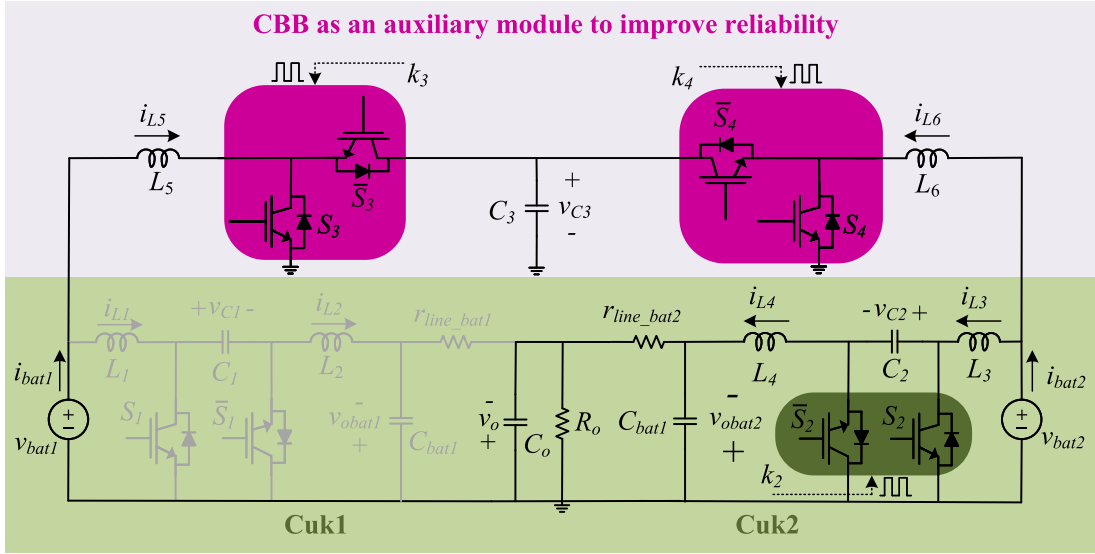 CBB as an auxiliary module to improve reliability
k3 k4
iL5 S̅4 iL6
L5 S̅3 C3 + vC3 - L6
S3 S4
iL1 +vC1- iL2 rline_bat1 rline_bat2 iL4 -vC2+ iL3
L1 C1 L2 L4 C2 L3
ibat1 ibat2
S1 S̅1 - vobat1 + Cbat1 - vo + Co Ro Cbat1 - vobat2 + S̅2 S2
+ - vbat1 + - vbat2
k2
Cuk1 Cuk2